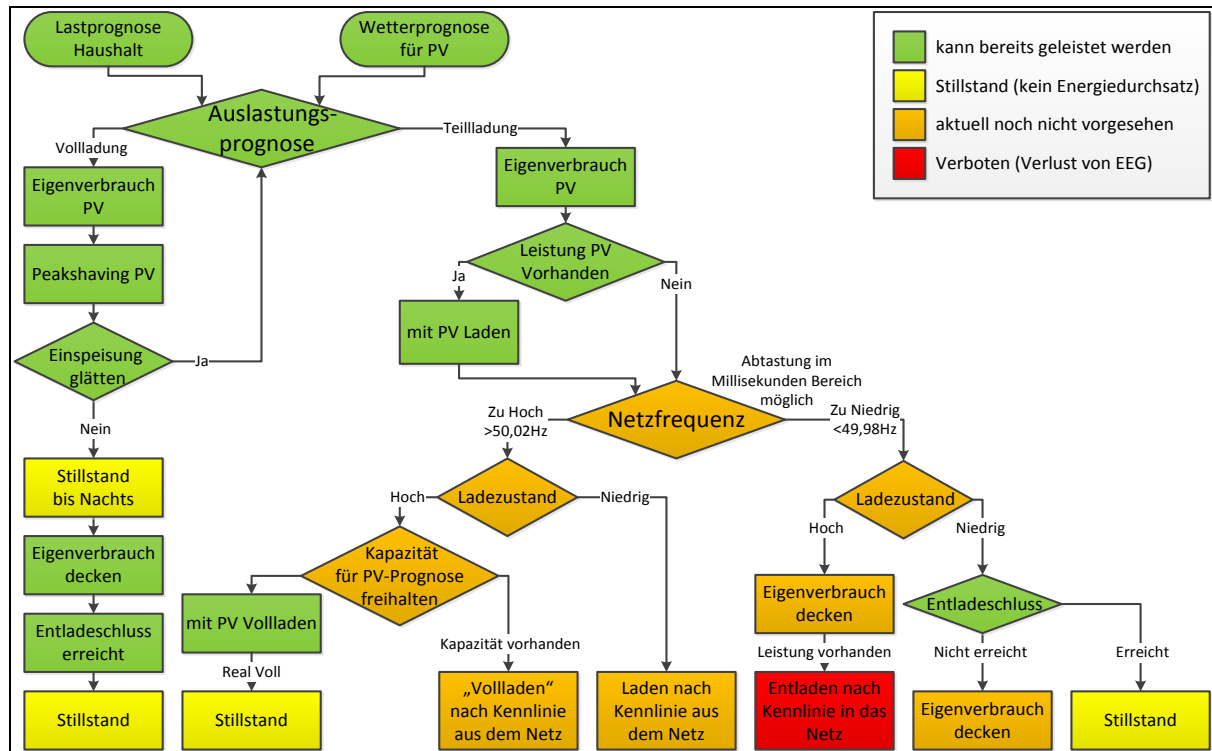 Lastprognose
Haushalt
Wetterprognose
für PV
kann bereits geleistet werden
Stillstand (kein Energiedurchsatz)
aktuell noch nicht vorgesehen
Verboten (Verlust von EEG)
Auslastungs-
prognose
Vollladung
Teillladung
Eigenverbrauch
PV
Eigenverbrauch
PV
Peakshaving PV
Leistung PV
Vorhanden
Ja
Nein
mit PV Laden
Einspeisung
glätten
Ja
Nein
Abtastung im
Millisekunden Bereich
möglich
Netzfrequenz
Zu Hoch
>50,02Hz
Zu Niedrig
<49,98Hz
Stillstand
bis Nachts
Ladezustand
Hoch
Niedrig
Ladezustand
Hoch
Niedrig
Eigenverbrauch
decken
Kapazität
für PV-Prognose
freihalten
mit PV Vollladen
Eigenverbrauch
decken
Entladeschluss
Entladeschluss
erreicht
Real Voll
Kapazität vorhanden
Leistung vorhanden
Nicht erreicht
Erreicht
Stillstand
Stillstand
„Vollladen“
nach Kennlinie
aus dem Netz
Laden nach
Kennlinie aus
dem Netz
Entladen nach
Kennlinie in das
Netz
Eigenverbrauch
decken
Stillstand